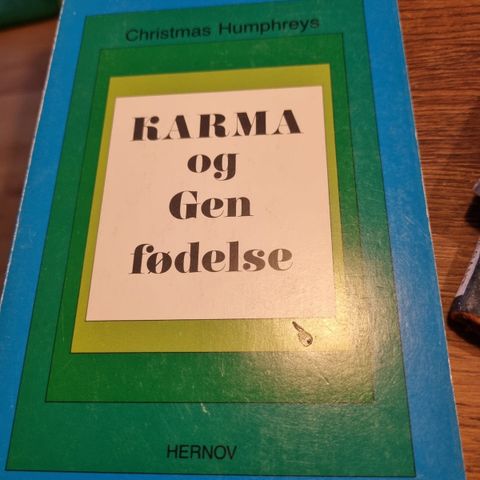 Christmas Humphreys
KARMA
og
Gen
fødelse
HERNOV